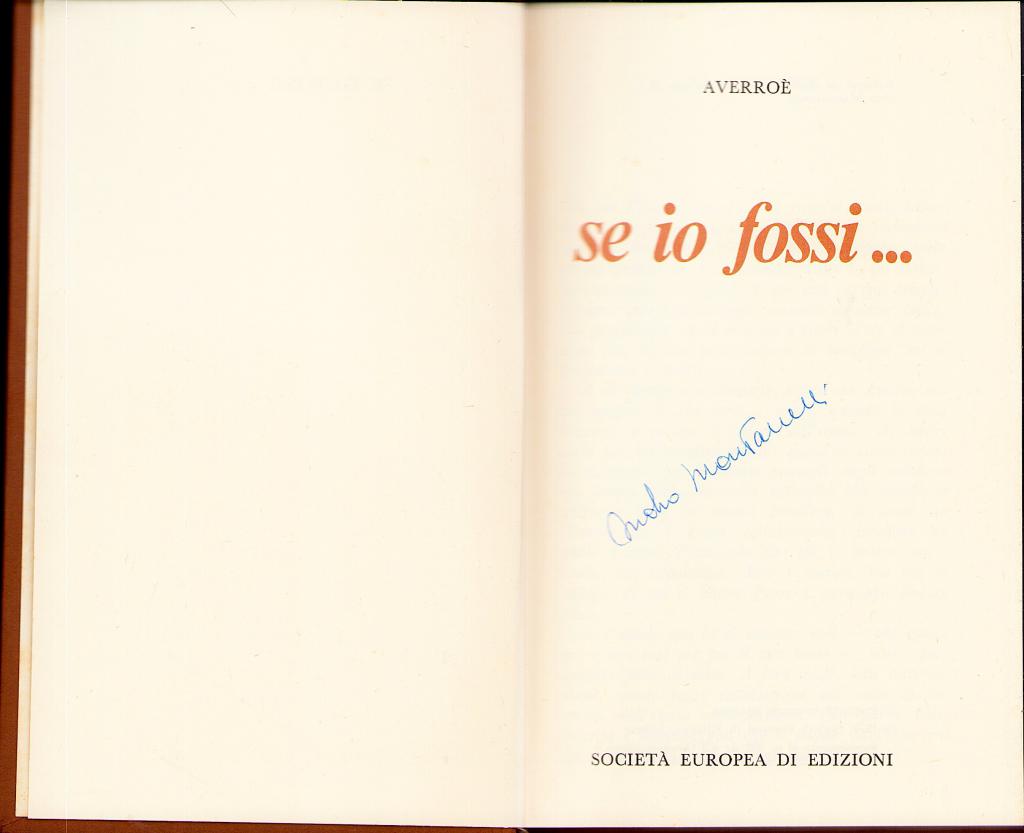 AVERROÈ
se io fossi...
Indro Montanelli
SOCIETÀ EUROPEA DI EDIZIONI